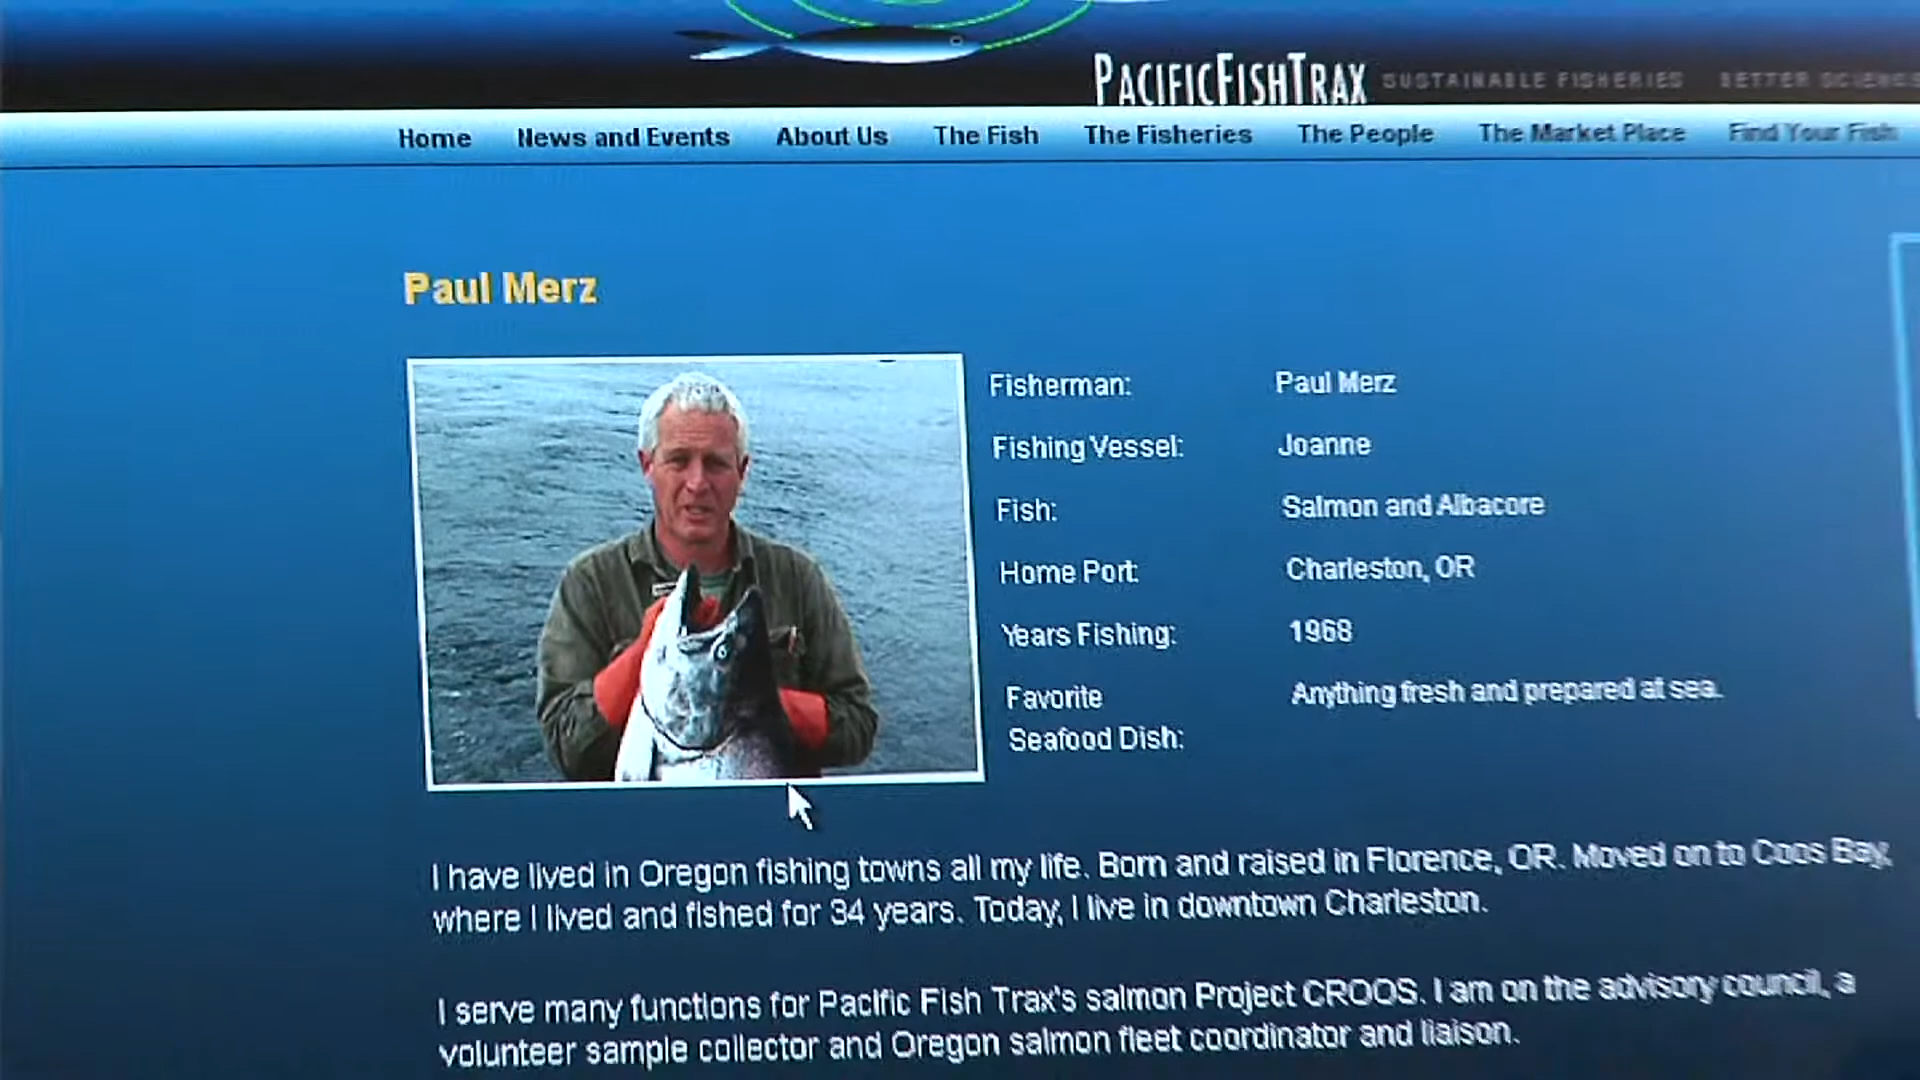 PACIFICFISHTRAX SUSTAINABLE FISHERIES BETTER SCIENCE
Home News and Events About Us The Fish The Fisheries The People The Market Place Find Your Fish
Paul Merz
Fisherman: Paul Merz
Fishing Vessel: Joanne
Fish: Salmon and Albacore
Home Port: Charleston, OR
Years Fishing: 1968
Favorite Anything fresh and prepared at sea.
Seafood Dish:
I have lived in Oregon fishing towns all my life. Born and raised in Florence, OR. Moved on to Coos Bay,
where I lived and fished for 34 years. Today, I live in downtown Charleston.
I serve many functions for Pacific Fish Trax's salmon Project CROOS. I am on the advisory council, a
volunteer sample collector and Oregon salmon fleet coordinator and liaison.